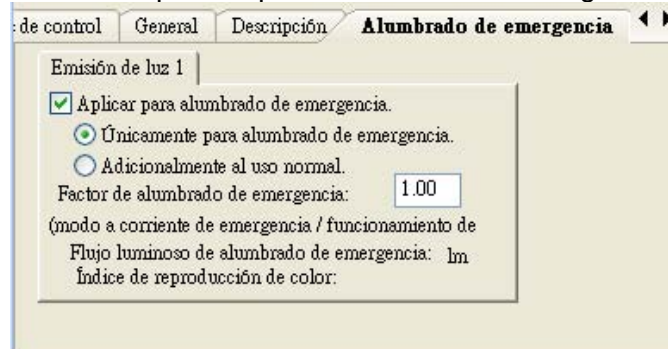 de control General Descripción Alumbrado de emergencia
Emisión de luz 1
Aplicar para alumbrado de emergencia.
Únicamente para alumbrado de emergencia.
Adicionalmente al uso normal.
Factor de alumbrado de emergencia: 1.00
(modo a corriente de emergencia / funcionamiento de
Flujo luminoso de alumbrado de emergencia: lm
Índice de reproducción de color: